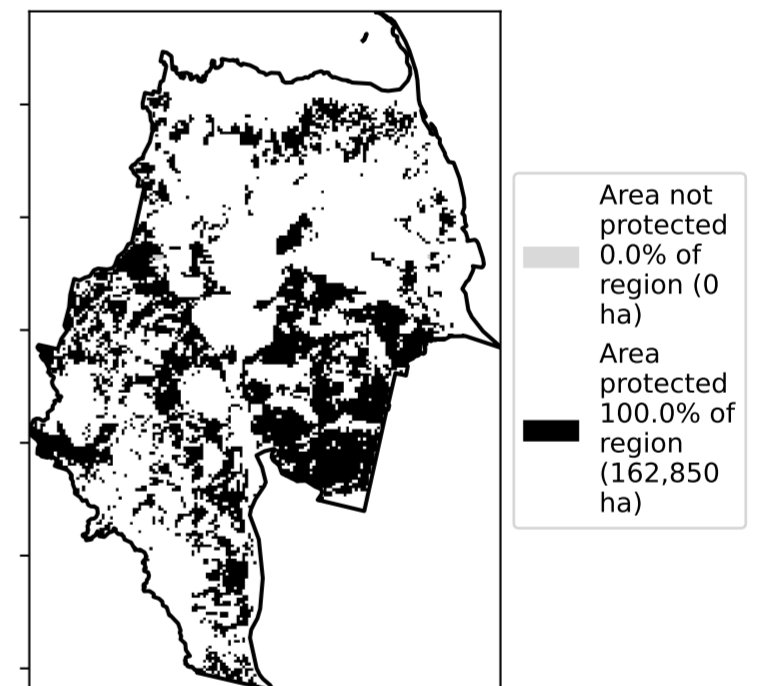 Area not
protected
0.0% of
region (0
ha)
Area
protected
100.0% of
region
(162,850
ha)